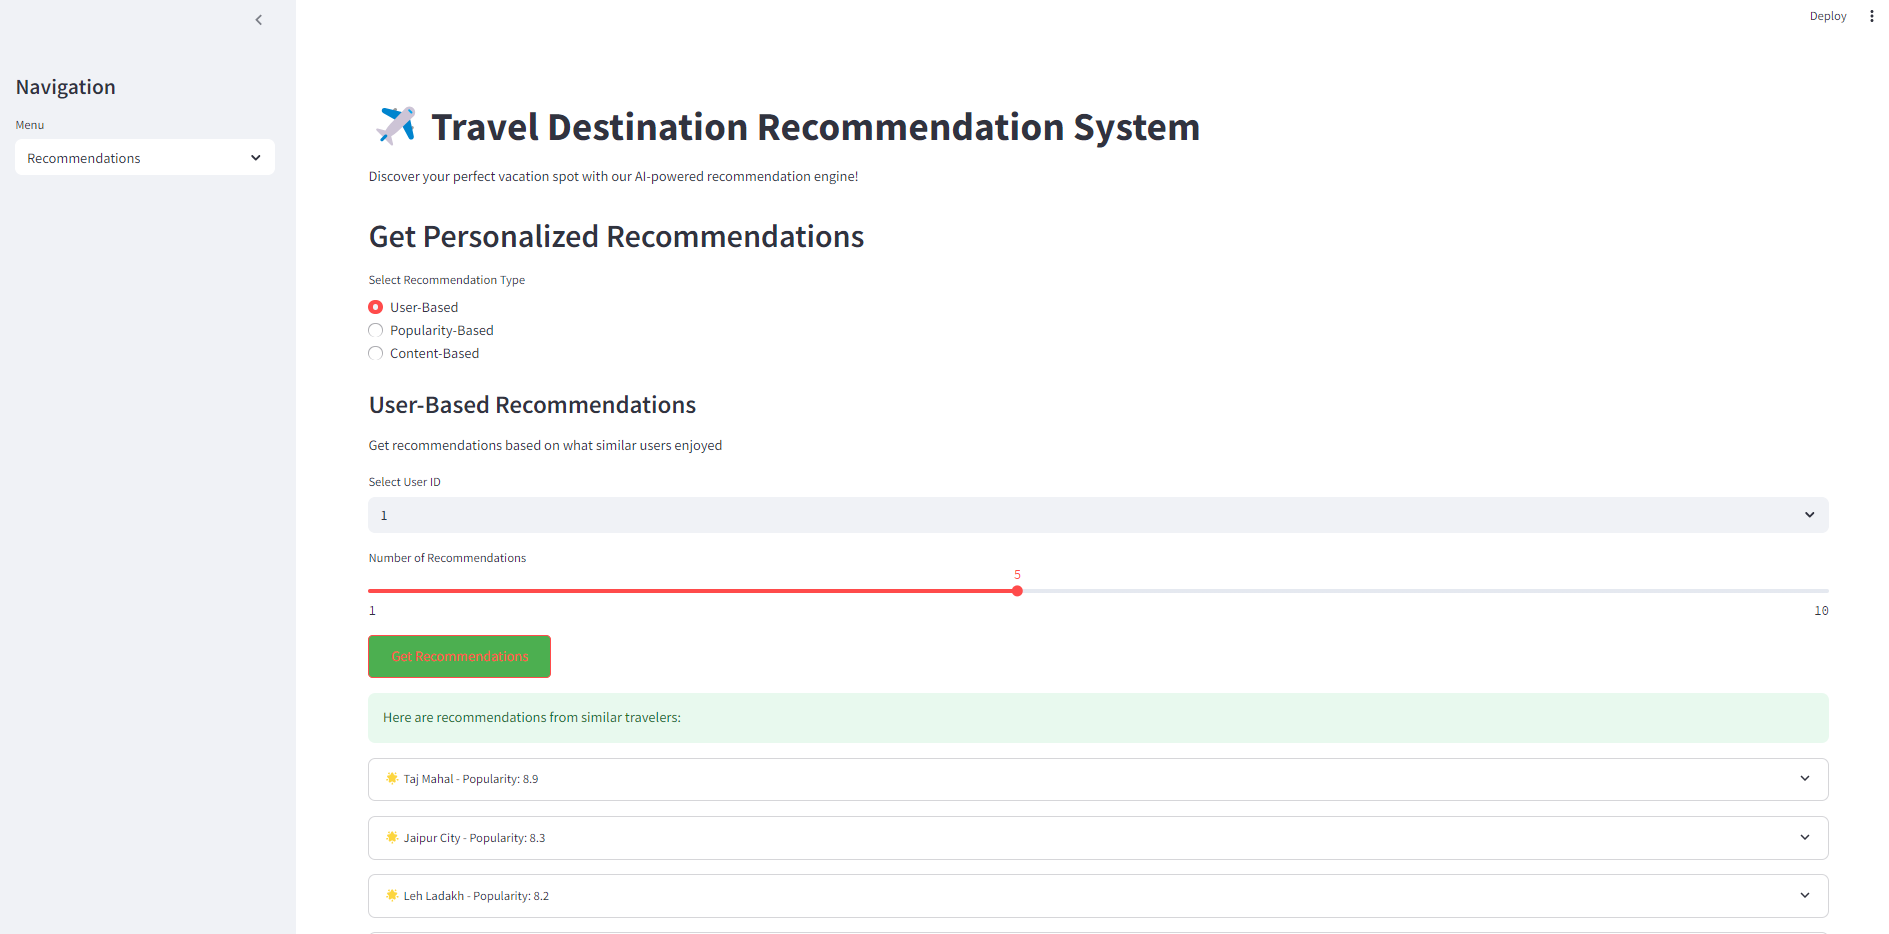 Deploy
Navigation
Menu
Recommendations
Travel Destination Recommendation System
Discover your perfect vacation spot with our AI-powered recommendation engine!
Get Personalized Recommendations
Select Recommendation Type
User-Based
Popularity-Based
Content-Based
User-Based Recommendations
Get recommendations based on what similar users enjoyed
Select User ID
1
Number of Recommendations
5
1 10
Get Recommendations
Here are recommendations from similar travelers:
Taj Mahal - Popularity: 8.9
Jaipur City - Popularity: 8.3
Leh Ladakh - Popularity: 8.2